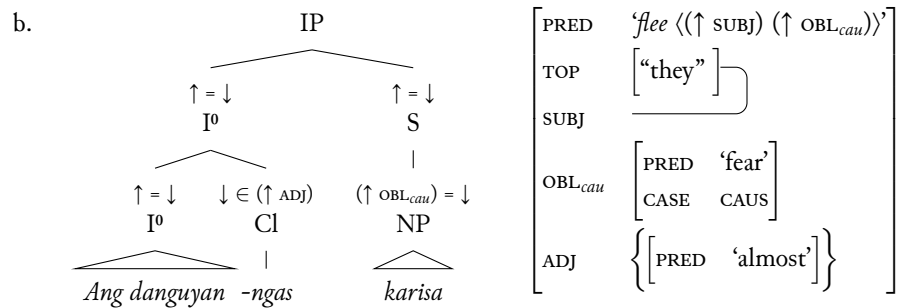 b.
IP
↑ = ↓ ↑ = ↓
I⁰ S
↑ = ↓ ↓ ∈ (↑ ADJ) (↑ OBLcau) = ↓
I⁰ Cl NP
Ang danguyan -ngas karisa
PRED ‘flee ⟨(↑ SUBJ) (↑ OBLcau)⟩’
TOP [“they”]
SUBJ
OBLcau [PRED ‘fear’
CASE CAUS]
ADJ {[PRED ‘almost’]}